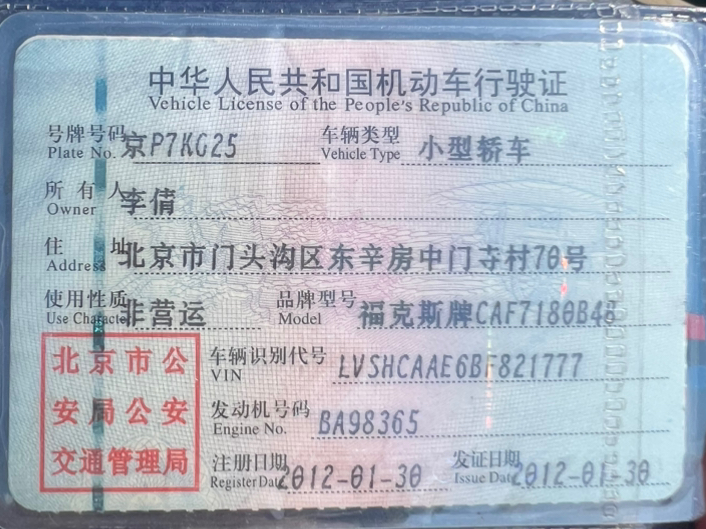 中华人民共和国机动车行驶证
Vehicle License of the People's Republic of China
号牌号码 京P7KG25 车辆类型 小型轿车
Plate No. Vehicle Type
所有人 李倩
Owner
住址 北京市门头沟区东辛房中门寺村70号
Address
使用性质 非营运 品牌型号 福克斯牌CAF7180B48
Use Character Model
北京市公安局公安交通管理局
车辆识别代号 LVSHCAAE6BF821777
VIN
发动机号码 BA98365
Engine No.
注册日期 2012-01-30 发证日期 2012-01-30
Register Date Issue Date